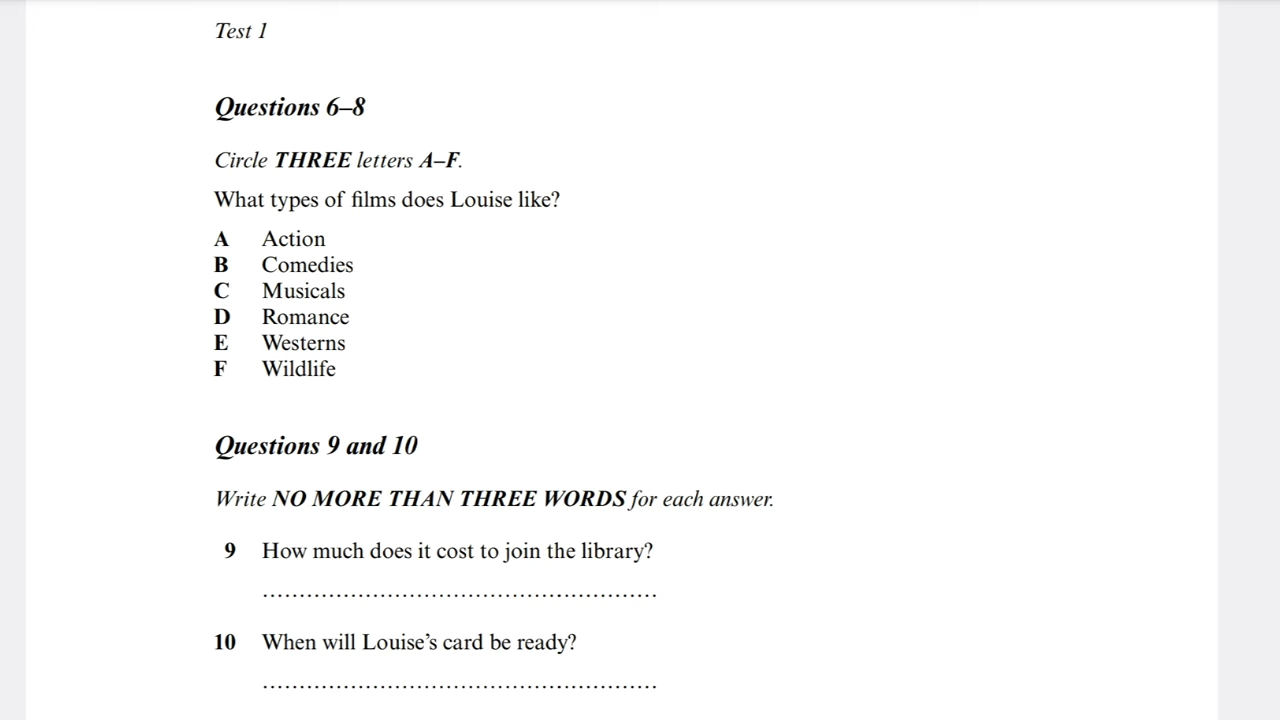 Test 1
Questions 6–8
Circle THREE letters A–F.
What types of films does Louise like?
A Action
B Comedies
C Musicals
D Romance
E Westerns
F Wildlife
Questions 9 and 10
Write NO MORE THAN THREE WORDS for each answer.
9 How much does it cost to join the library?
.....................................................
10 When will Louise’s card be ready?
.....................................................